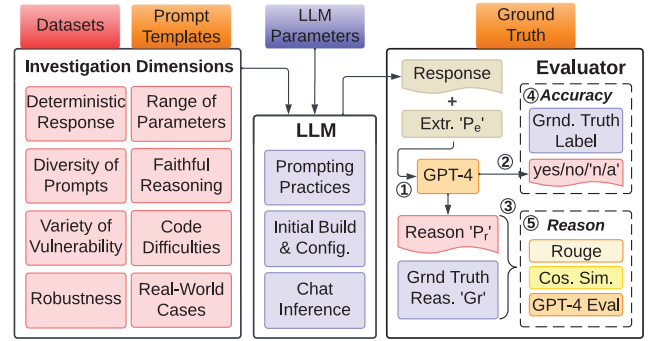 Datasets
Prompt
Templates
LLM
Parameters
Ground
Truth
Investigation Dimensions
Deterministic
Response
Range of
Parameters
Diversity of
Prompts
Faithful
Reasoning
Variety of
Vulnerability
Code
Difficulties
Robustness
Real-World
Cases
LLM
Prompting
Practices
Initial Build
& Config.
Chat
Inference
Evaluator
Response
+
Extr. 'Pe'
① GPT-4 ②
Reason 'Pr' ③
Grnd Truth
Reas. 'Gr'
④ Accuracy
Grnd. Truth
Label
yes/no/'n/a'
⑤ Reason
Rouge
Cos. Sim.
GPT-4 Eval